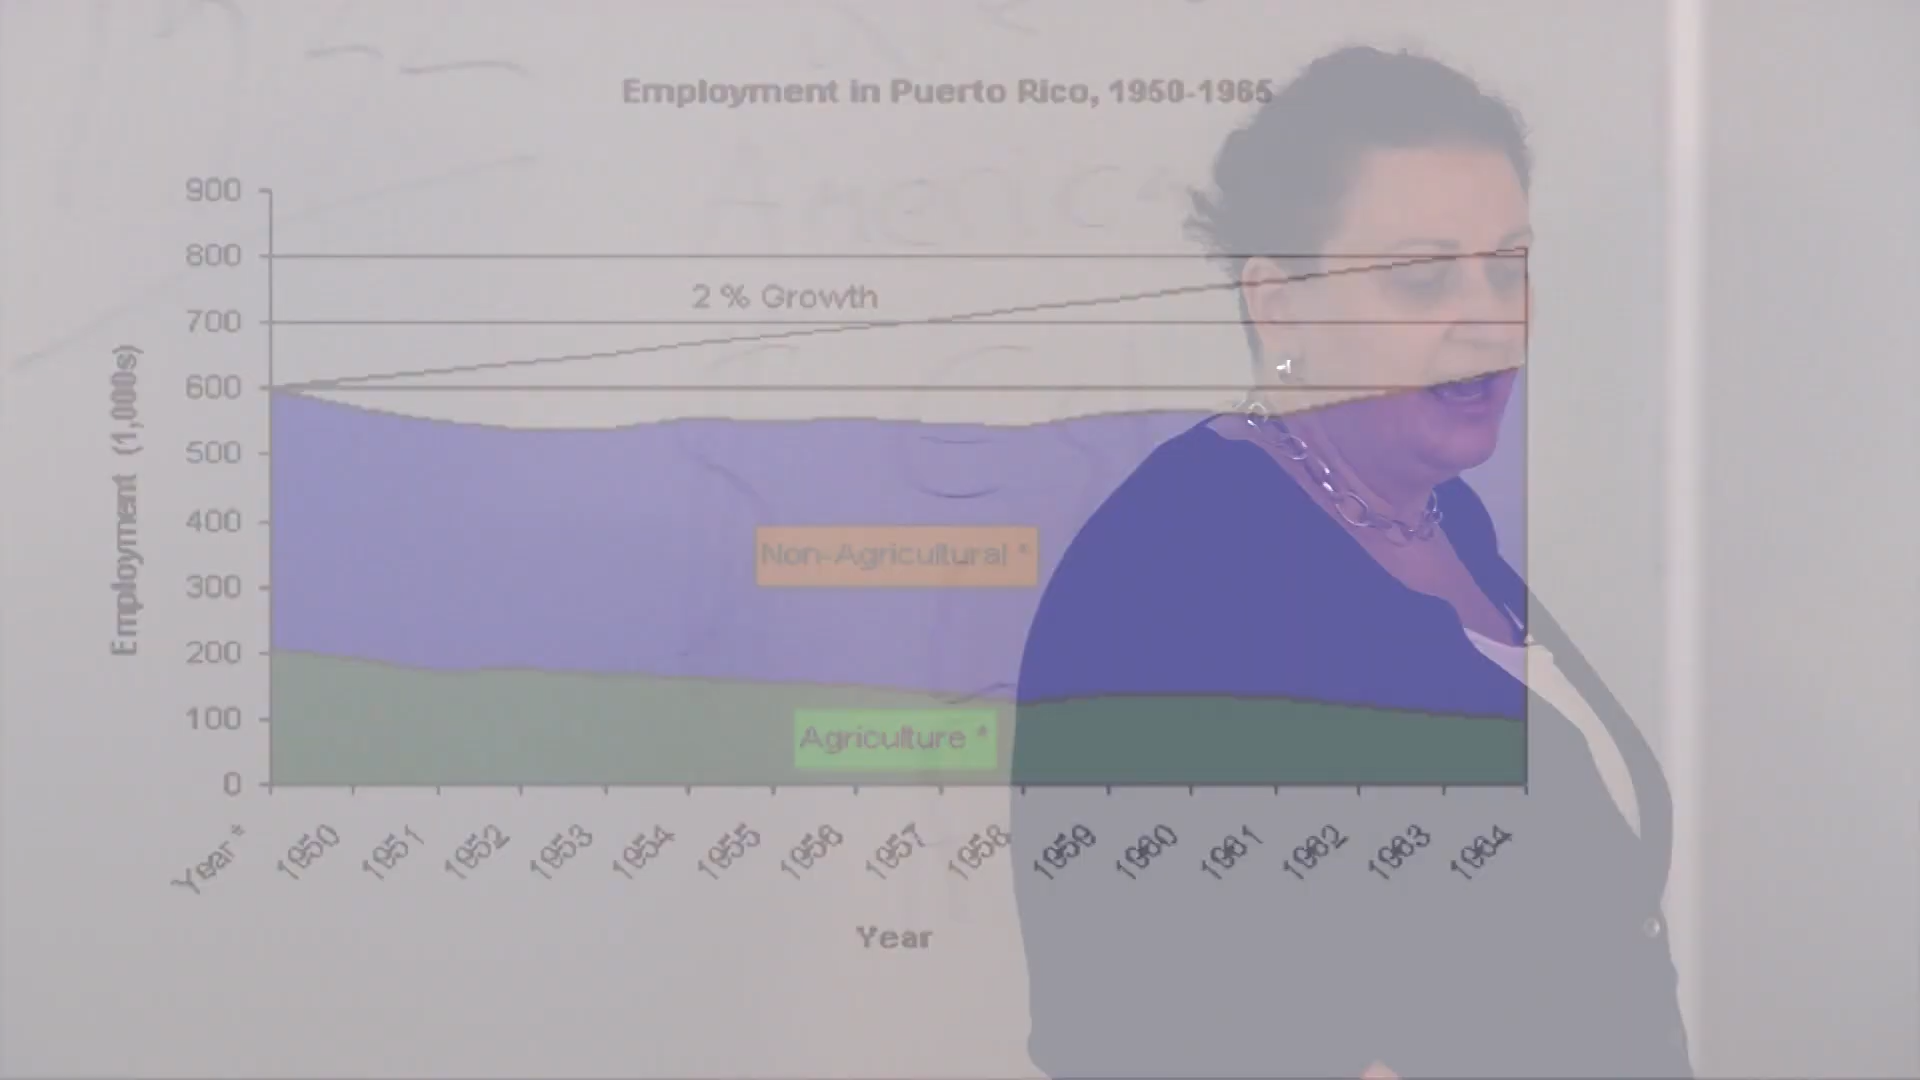 Employment in Puerto Rico, 1950-1965
900
800
2 % Growth
700
600
500
Employment (1,000s)
400
Non-Agricultural *
300
200
100
Agriculture *
0
Year* 1950 1951 1952 1953 1954 1955 1956 1957 1958 1959 1960 1961 1962 1963 1964
Year